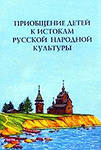 ПРИОБЩЕНИЕ ДЕТЕЙ
К ИСТОКАМ
РУССКОЙ НАРОДНОЙ
КУЛЬТУРЫ